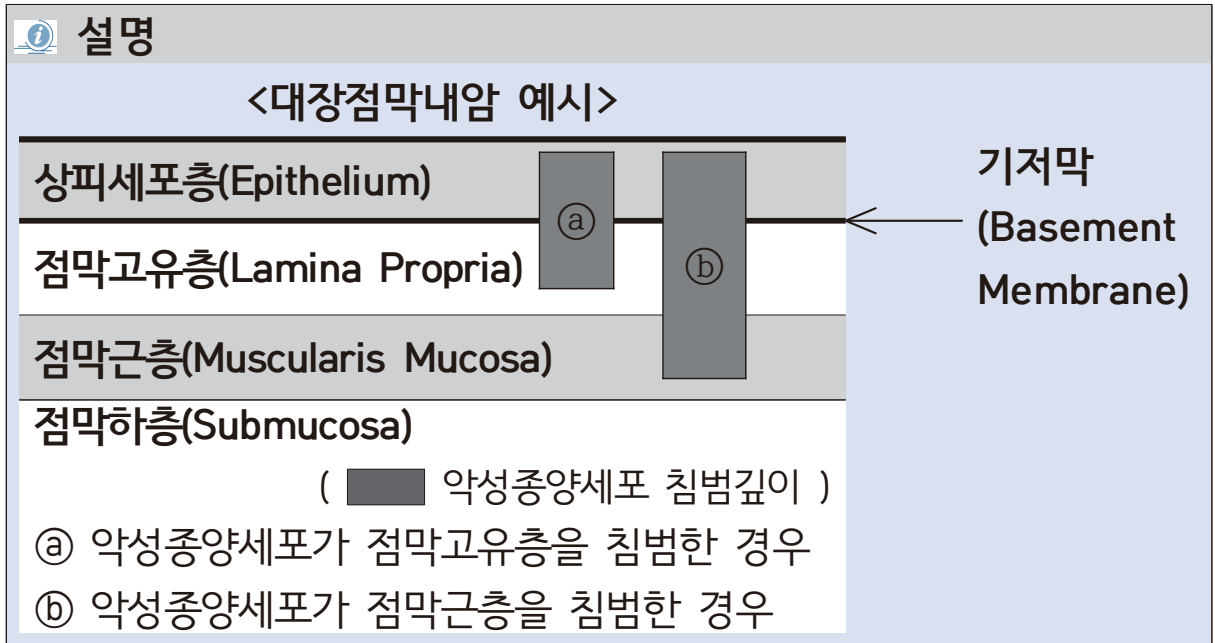 설명
<대장점막내암 예시>
상피세포층(Epithelium)
ⓐ
기저막
(Basement
Membrane)
점막고유층(Lamina Propria)
ⓑ
점막근층(Muscularis Mucosa)
점막하층(Submucosa)
( 악성종양세포 침범깊이 )
ⓐ 악성종양세포가 점막고유층을 침범한 경우
ⓑ 악성종양세포가 점막근층을 침범한 경우